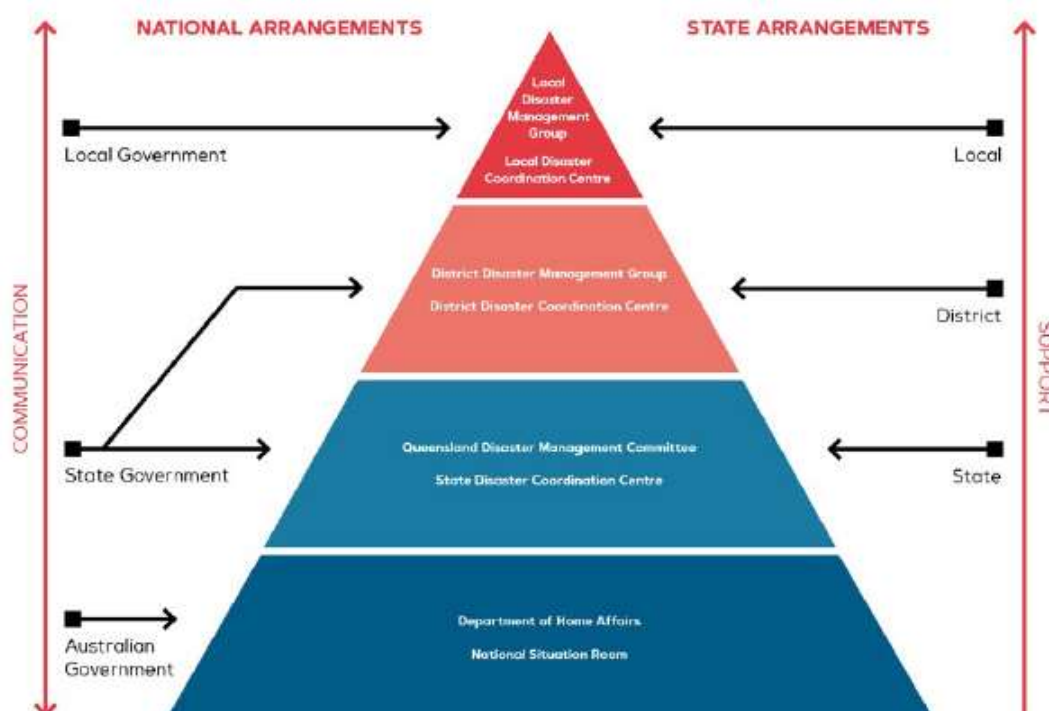 NATIONAL ARRANGEMENTS
STATE ARRANGEMENTS
Local
Disaster
Management
Group
Local Disaster
Coordination Centre
Local Government
Local
District Disaster Management Group
District Disaster Coordination Centre
District
COMMUNICATION
SUPPORT
Queensland Disaster Management Committee
State Disaster Coordination Centre
State Government
State
Department of Home Affairs
National Situation Room
Australian
Government